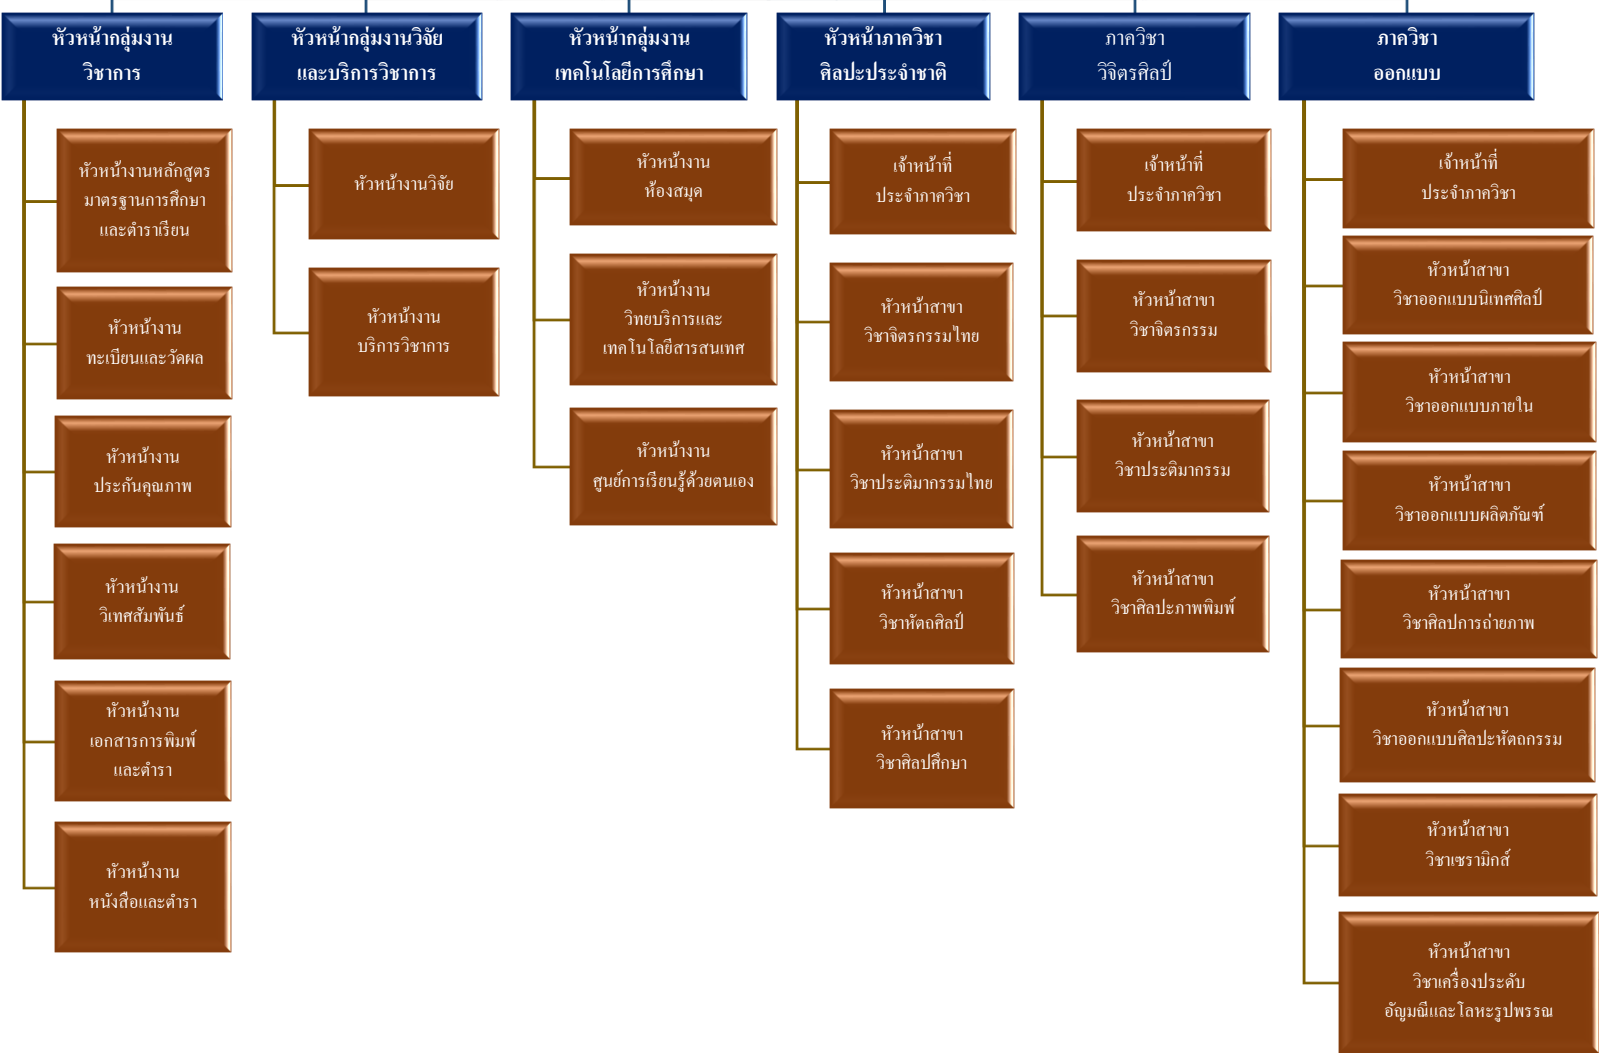 หัวหน้ากลุ่มงาน
วิชาการ
หัวหน้างานหลักสูตร
มาตรฐานการศึกษา
และตำราเรียน
หัวหน้างาน
ทะเบียนและวัดผล
หัวหน้างาน
ประกันคุณภาพ
หัวหน้างาน
วิเทศสัมพันธ์
หัวหน้างาน
เอกสารการพิมพ์
และตำรา
หัวหน้างาน
หนังสือและตำรา
หัวหน้ากลุ่มงานวิจัย
และบริการวิชาการ
หัวหน้างานวิจัย
หัวหน้างาน
บริการวิชาการ
หัวหน้ากลุ่มงาน
เทคโนโลยีการศึกษา
หัวหน้างาน
ห้องสมุด
หัวหน้างาน
วิทยบริการและ
เทคโนโลยีสารสนเทศ
หัวหน้างาน
ศูนย์การเรียนรู้ด้วยตนเอง
หัวหน้าภาควิชา
ศิลปะประจำชาติ
เจ้าหน้าที่
ประจำภาควิชา
หัวหน้าสาขา
วิชาจิตรกรรมไทย
หัวหน้าสาขา
วิชาประติมากรรมไทย
หัวหน้าสาขา
วิชาหัตถศิลป์
หัวหน้าสาขา
วิชาศิลปศึกษา
ภาควิชา
วิจิตรศิลป์
เจ้าหน้าที่
ประจำภาควิชา
หัวหน้าสาขา
วิชาจิตรกรรม
หัวหน้าสาขา
วิชาประติมากรรม
หัวหน้าสาขา
วิชาศิลปะภาพพิมพ์
ภาควิชา
ออกแบบ
เจ้าหน้าที่
ประจำภาควิชา
หัวหน้าสาขา
วิชาออกแบบนิเทศศิลป์
หัวหน้าสาขา
วิชาออกแบบภายใน
หัวหน้าสาขา
วิชาออกแบบผลิตภัณฑ์
หัวหน้าสาขา
วิชาศิลปการถ่ายภาพ
หัวหน้าสาขา
วิชาออกแบบศิลปะหัตถกรรม
หัวหน้าสาขา
วิชาเซรามิกส์
หัวหน้าสาขา
วิชาเครื่องประดับ
อัญมณีและโลหะรูปพรรณ